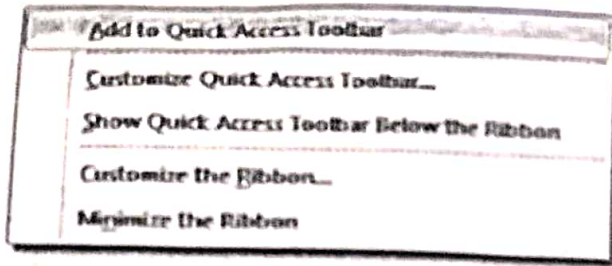 Add to Quick Access Toolbar
Customize Quick Access Toolbar...
Show Quick Access Toolbar Below the Ribbon
Customize the Ribbon...
Minimize the Ribbon